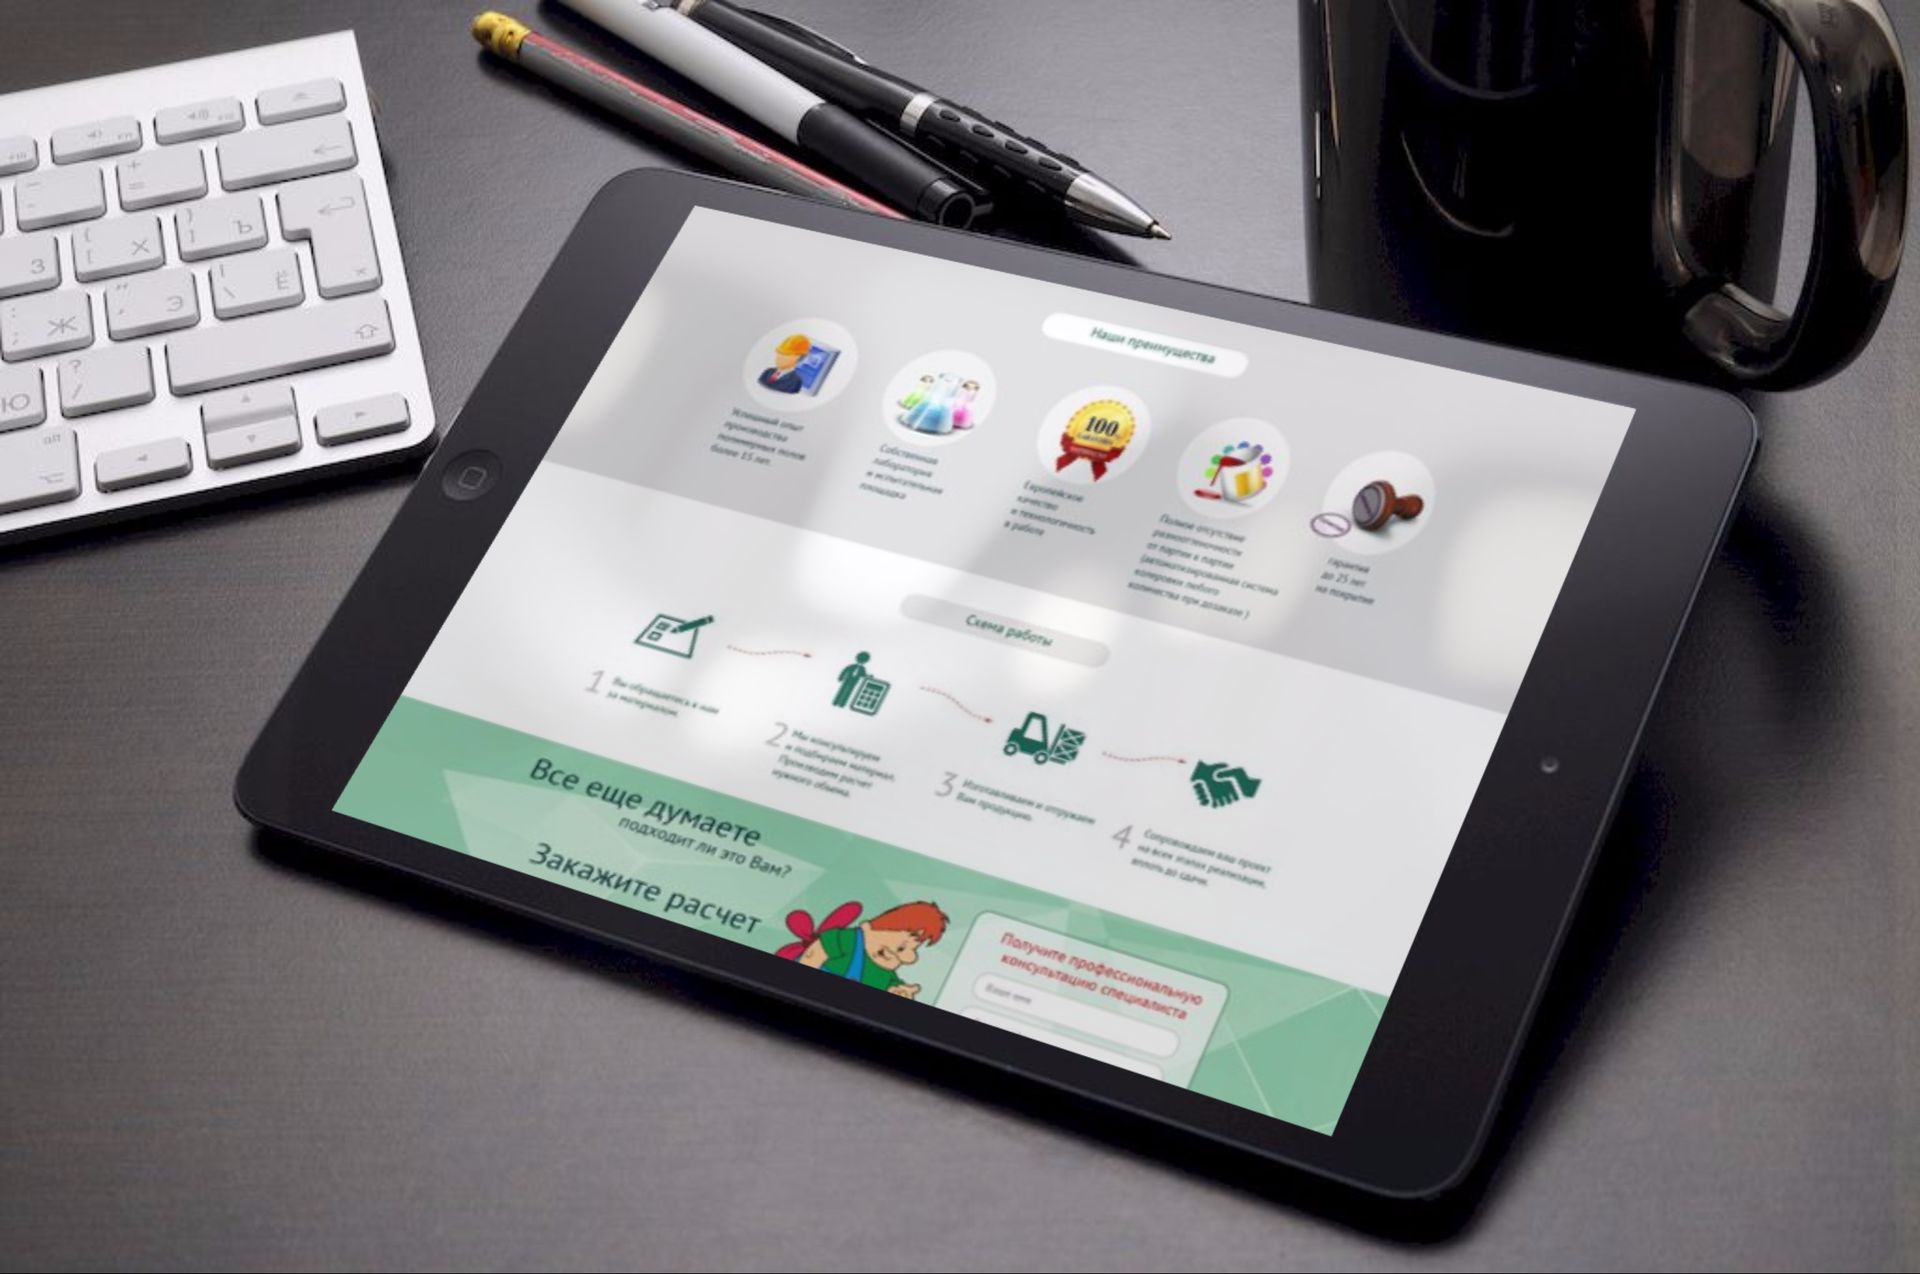 Наши преимущества
Успешный опыт
производства
полимерных полов
более 15 лет.
Собственная
лаборатория
и испытательная
площадка
100
Европейское
качество
и технологичность
в работе
Полное отсутствие
разнооттеночности
от партии к партии
(автоматизированная система
колеровки любого
количества при дозаказе)
гарантия
до 25 лет
на покрытие
Схема работы
1 Вы обращаетесь к нам
за материалом.
2 Мы консультируем
и подбираем материал.
Производим расчет
нужного объема.
3 Изготавливаем и отгружаем
Вам продукцию.
4 Сопровождаем ваш проект
на всех этапах реализации,
вплоть до сдачи.
Все еще думаете
подходит ли это Вам?
Закажите расчет
Получите профессиональную
консультацию специалиста
Ваше имя
+
=
{ [ Х
} ] Ъ
З
" ' Э
| \ Ё
: ; Ж
? /
Ю
alt